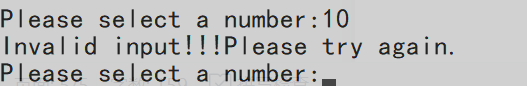 Please select a number:10
Invalid input!!!Please try again.
Please select a number: